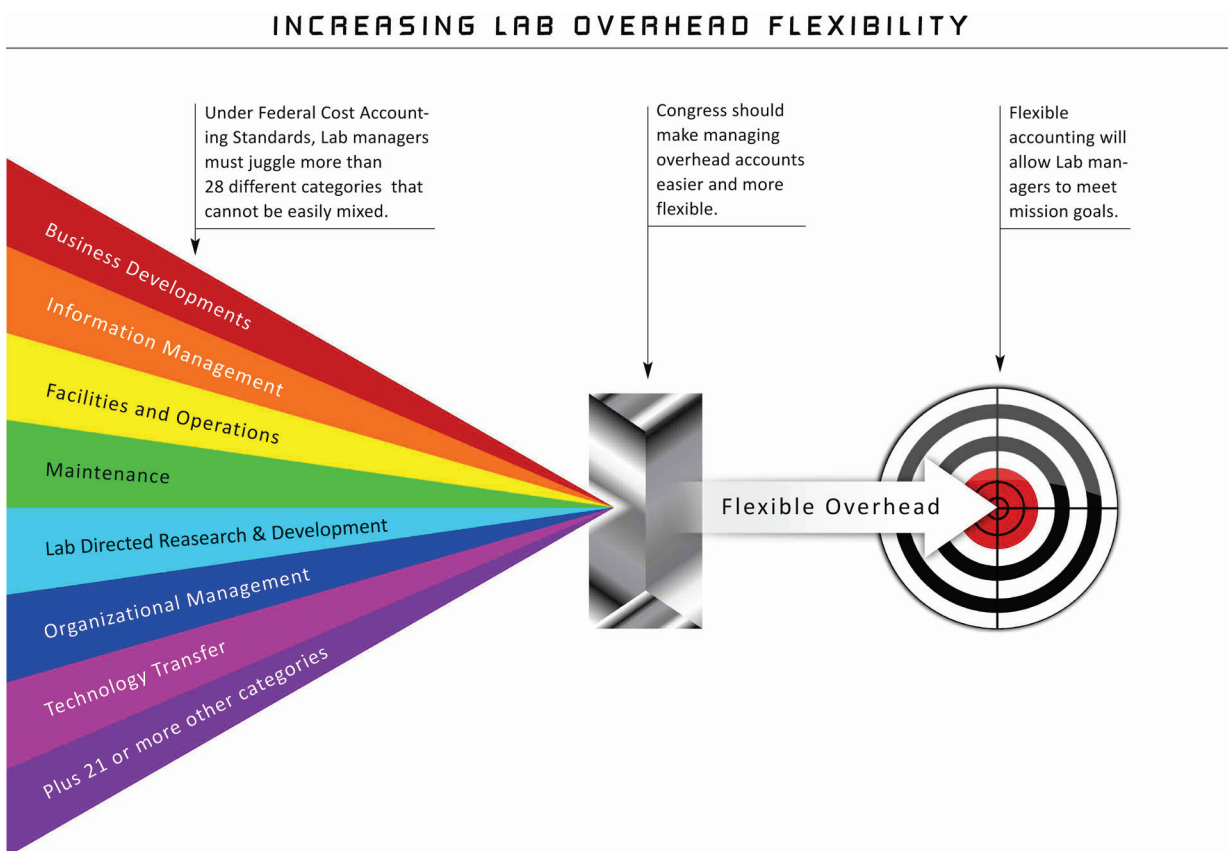 INCREASING LAB OVERHEAD FLEXIBILITY
Under Federal Cost Account-
ing Standards, Lab managers
must juggle more than
28 different categories that
cannot be easily mixed.
Congress should
make managing
overhead accounts
easier and more
flexible.
Flexible
accounting will
allow Lab man-
agers to meet
mission goals.
Business Developments
Information Management
Facilities and Operations
Maintenance
Lab Directed Reasearch & Development
Organizational Management
Technology Transfer
Plus 21 or more other categories
Flexible Overhead